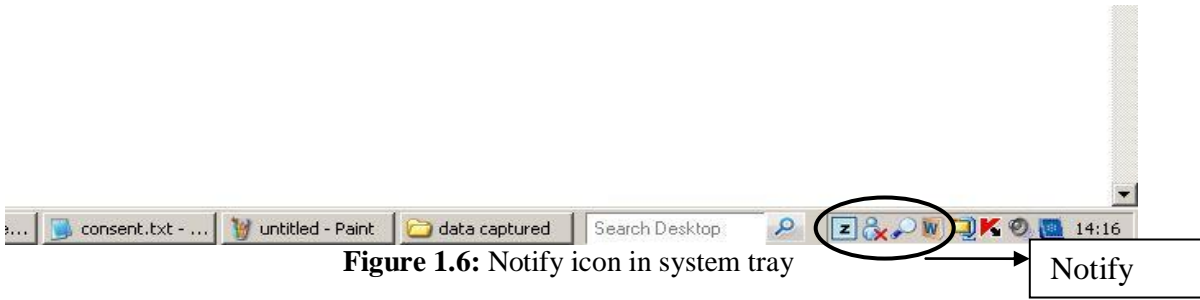 consent.txt - ... untitled - Paint data captured Search Desktop Z W K 14:16
Figure 1.6: Notify icon in system tray
Notify